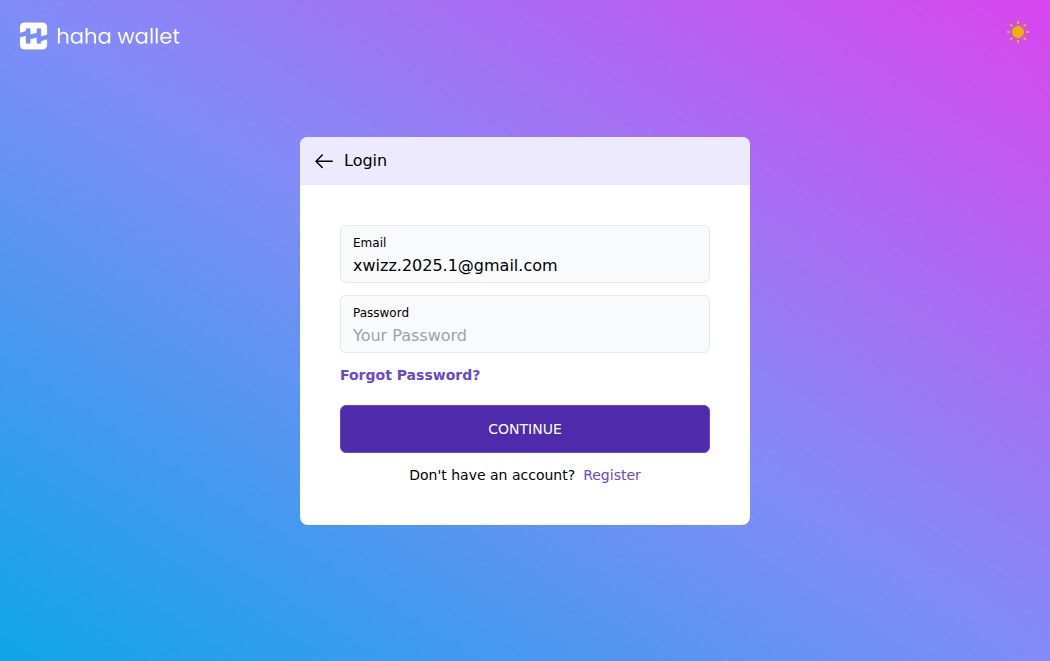 haha wallet
Login
Email
xwizz.2025.1@gmail.com
Password
Your Password
Forgot Password?
CONTINUE
Don't have an account? Register